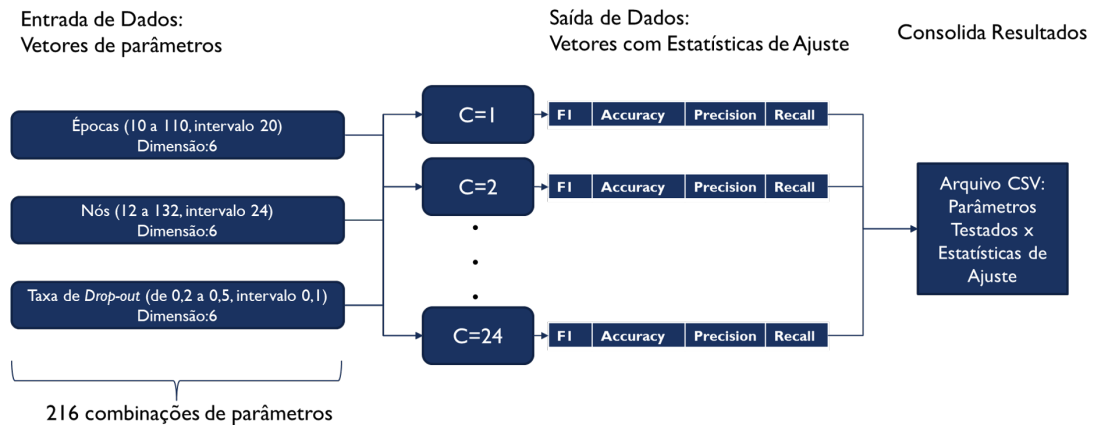 Entrada de Dados:
Vetores de parâmetros
Saída de Dados:
Vetores com Estatísticas de Ajuste
Consolida Resultados
Épocas (10 a 110, intervalo 20)
Dimensão:6
Nós (12 a 132, intervalo 24)
Dimensão:6
Taxa de Drop-out (de 0,2 a 0,5, intervalo 0,1)
Dimensão:6
216 combinações de parâmetros
C=1
F1 Accuracy Precision Recall
C=2
F1 Accuracy Precision Recall
C=24
F1 Accuracy Precision Recall
Arquivo CSV:
Parâmetros
Testados x
Estatísticas de
Ajuste